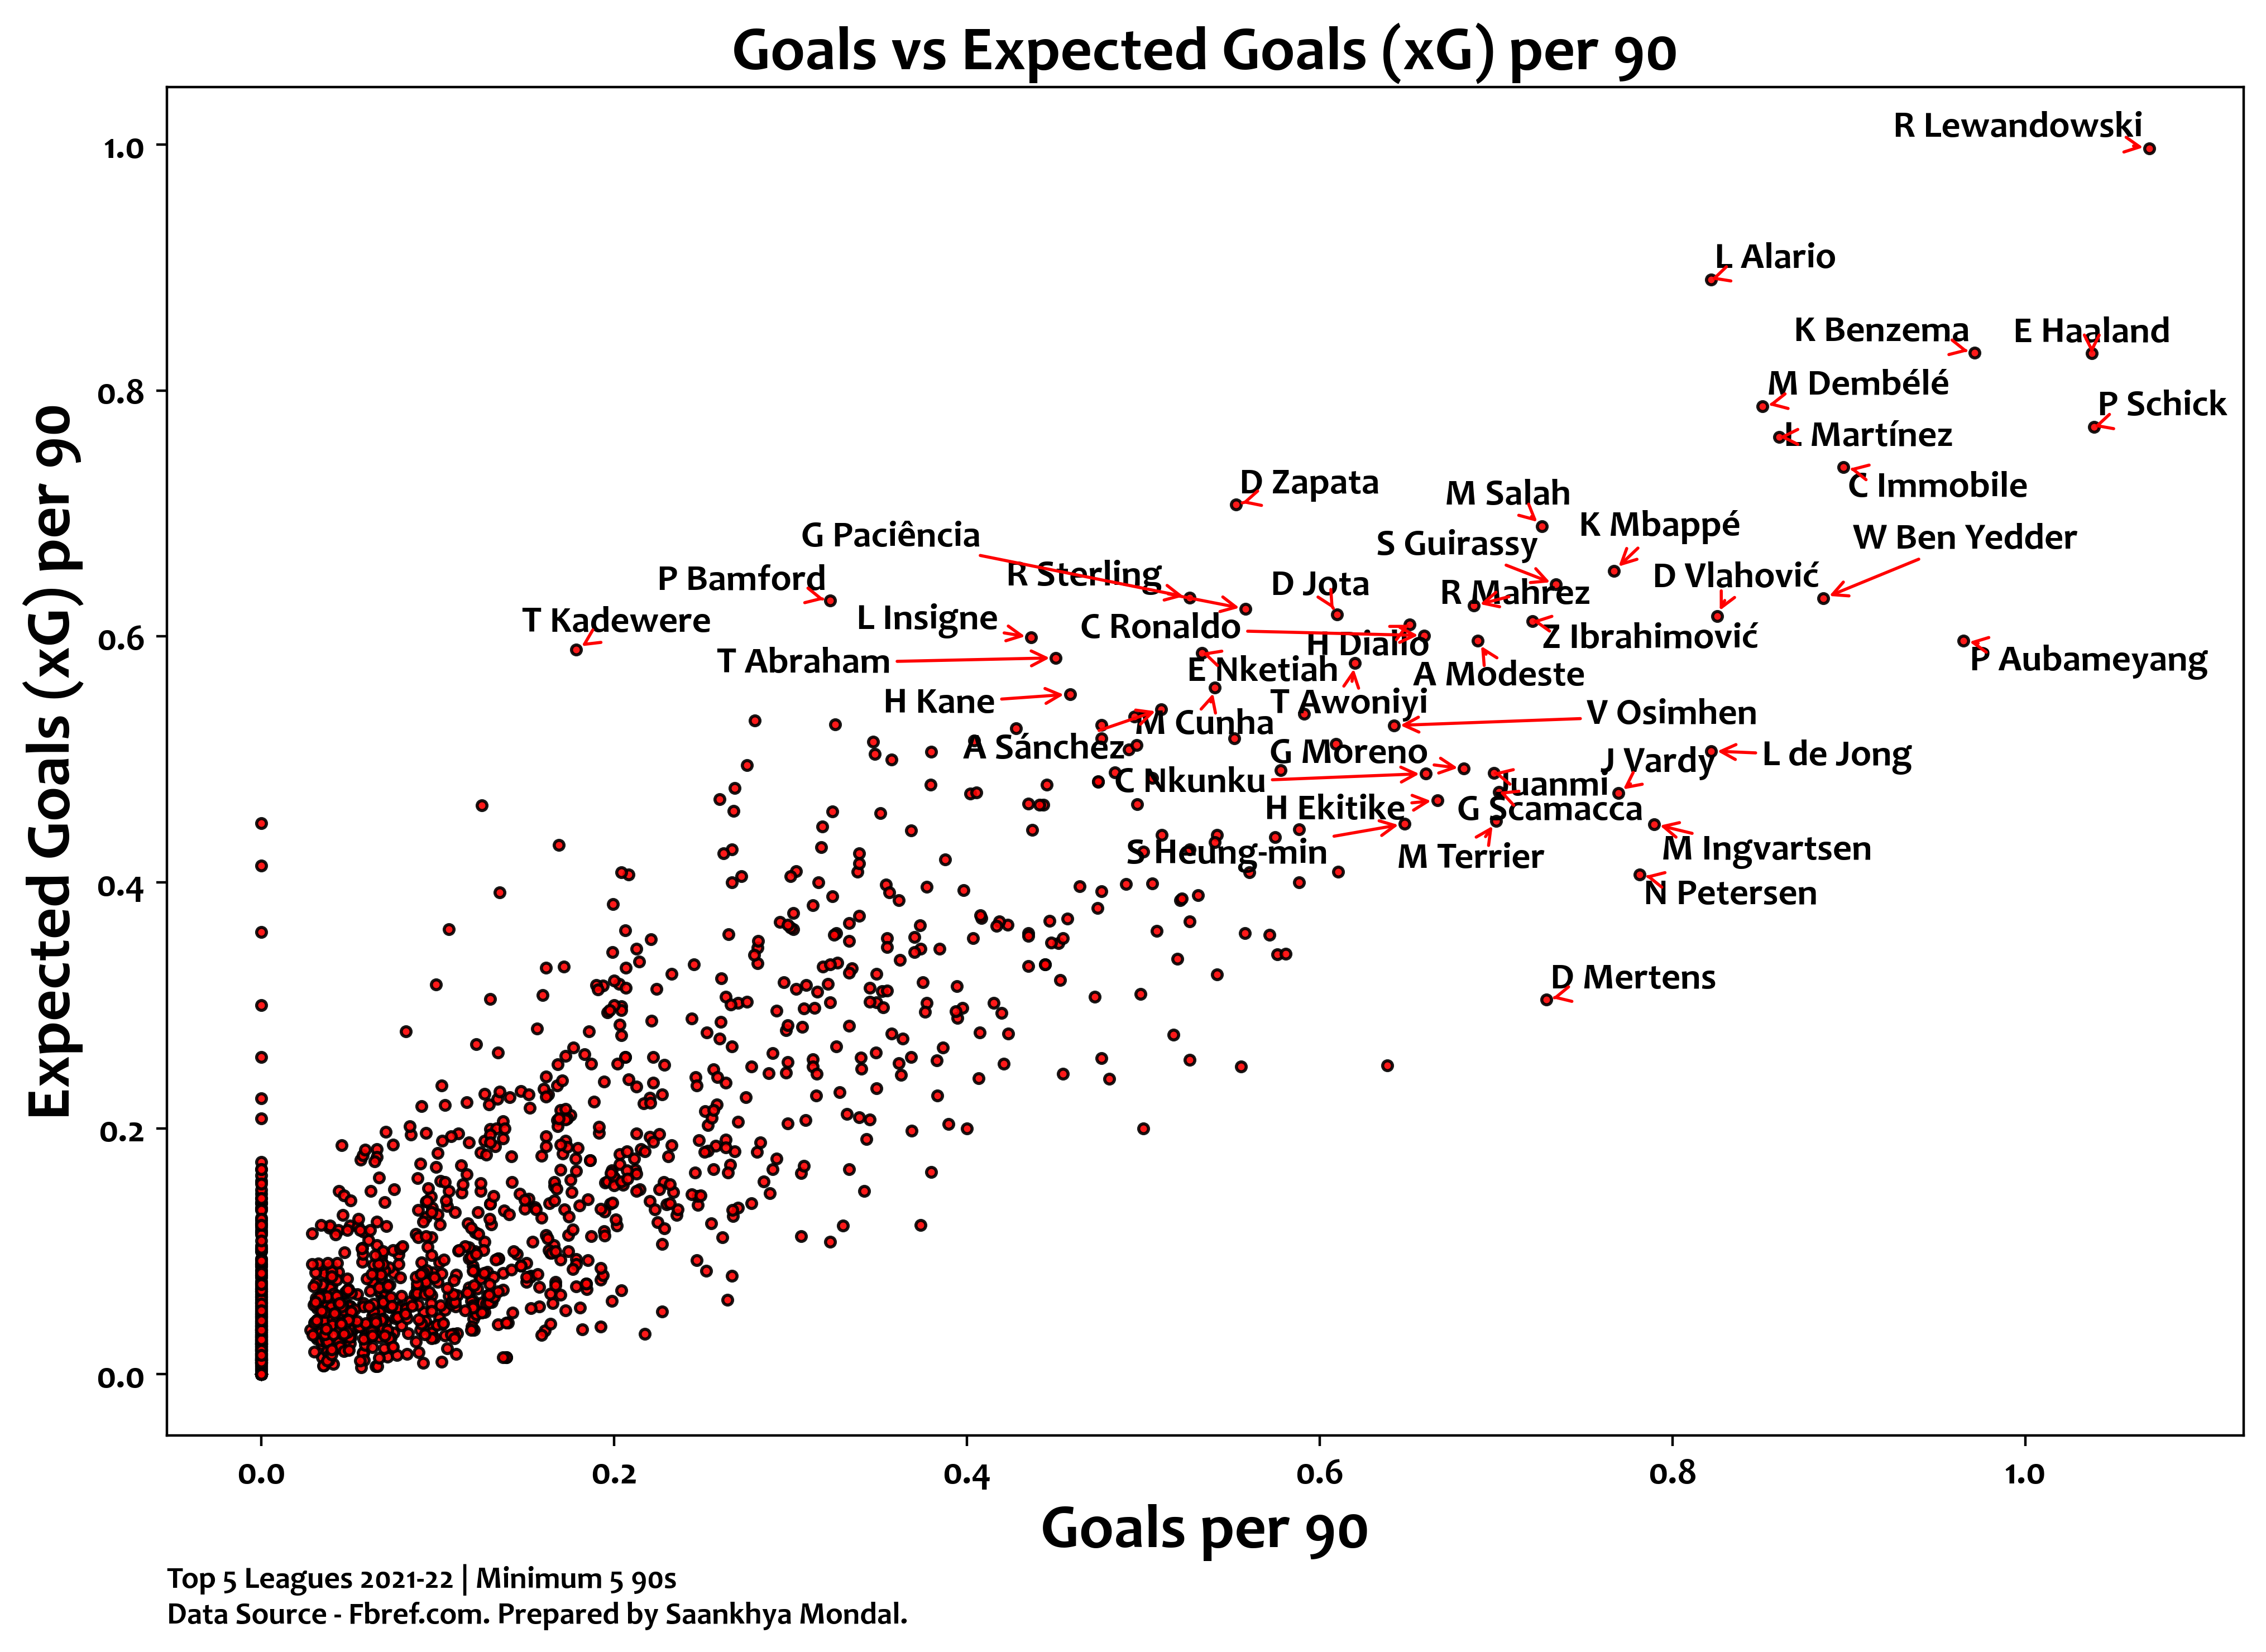 Goals vs Expected Goals (xG) per 90
R Lewandowski
L Alario
K Benzema
E Haaland
M Dembélé
P Schick
L Martínez
C Immobile
D Zapata
M Salah
K Mbappé
W Ben Yedder
G Paciência
S Guirassy
R Sterling
P Bamford
D Jota
D Vlahović
R Mahrez
T Kadewere
L Insigne
C Ronaldo
H Diallo
Z Ibrahimović
T Abraham
E Nketiah
A Modeste
P Aubameyang
H Kane
T Awoniyi
V Osimhen
M Cunha
A Sánchez
G Moreno
J Vardy
L de Jong
C Nkunku
Juanmi
H Ekitike
G Scamacca
S Heung-min
M Terrier
M Ingvartsen
N Petersen
D Mertens
Expected Goals (xG) per 90
1.0
0.8
0.6
0.4
0.2
0.0
0.0 0.2 0.4 0.6 0.8 1.0
Goals per 90
Top 5 Leagues 2021-22 | Minimum 5 90s
Data Source - Fbref.com. Prepared by Saankhya Mondal.